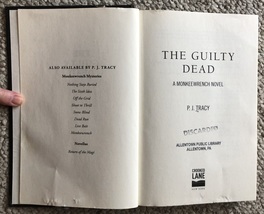 ALSO AVAILABLE BY P. J. TRACY
Monkeewrench Mysteries
Nothing Stays Buried
The Sixth Idea
Off the Grid
Shoot to Thrill
Snow Blind
Dead Run
Live Bait
Monkeewrench
Novellas
Return of the Magi
THE GUILTY
DEAD
A MONKEEWRENCH NOVEL
P. J. TRACY
DISCARDED
ALLENTOWN PUBLIC LIBRARY
ALLENTOWN, PA
CROOKED
LANE